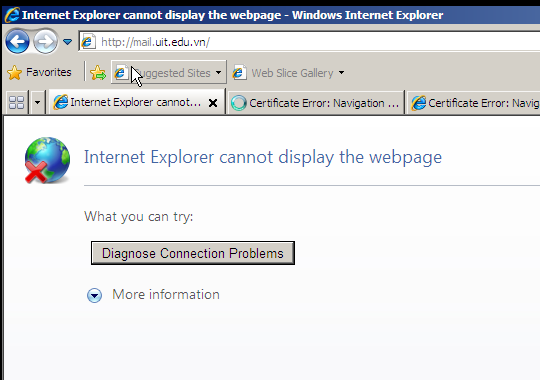 Internet Explorer cannot display the webpage - Windows Internet Explorer
http://mail.uit.edu.vn/
Favorites Suggested Sites Web Slice Gallery
Internet Explorer cannot... Certificate Error: Navigation ... Certificate Error: Navig
Internet Explorer cannot display the webpage
What you can try:
Diagnose Connection Problems
More information